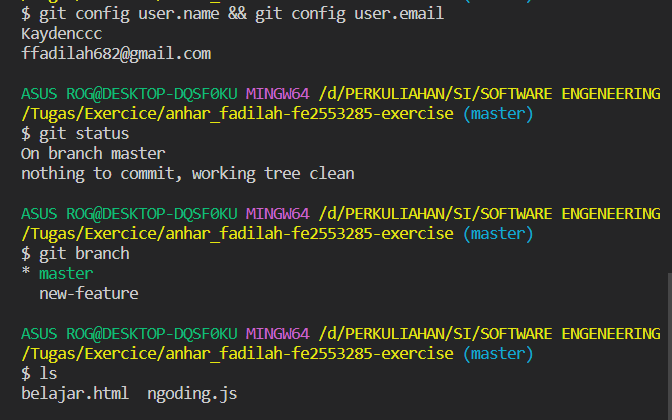 $ git config user.name && git config user.email
Kaydenccc
ffadilah682@gmail.com
ASUS ROG@DESKTOP-DQSF0KU MINGW64 /d/PERKULIAHAN/SI/SOFTWARE ENGENEERING
/Tugas/Exercice/anhar_fadilah-fe2553285-exercise (master)
$ git status
On branch master
nothing to commit, working tree clean
ASUS ROG@DESKTOP-DQSF0KU MINGW64 /d/PERKULIAHAN/SI/SOFTWARE ENGENEERING
/Tugas/Exercice/anhar_fadilah-fe2553285-exercise (master)
$ git branch
* master
new-feature
ASUS ROG@DESKTOP-DQSF0KU MINGW64 /d/PERKULIAHAN/SI/SOFTWARE ENGENEERING
/Tugas/Exercice/anhar_fadilah-fe2553285-exercise (master)
$ ls
belajar.html  ngoding.js